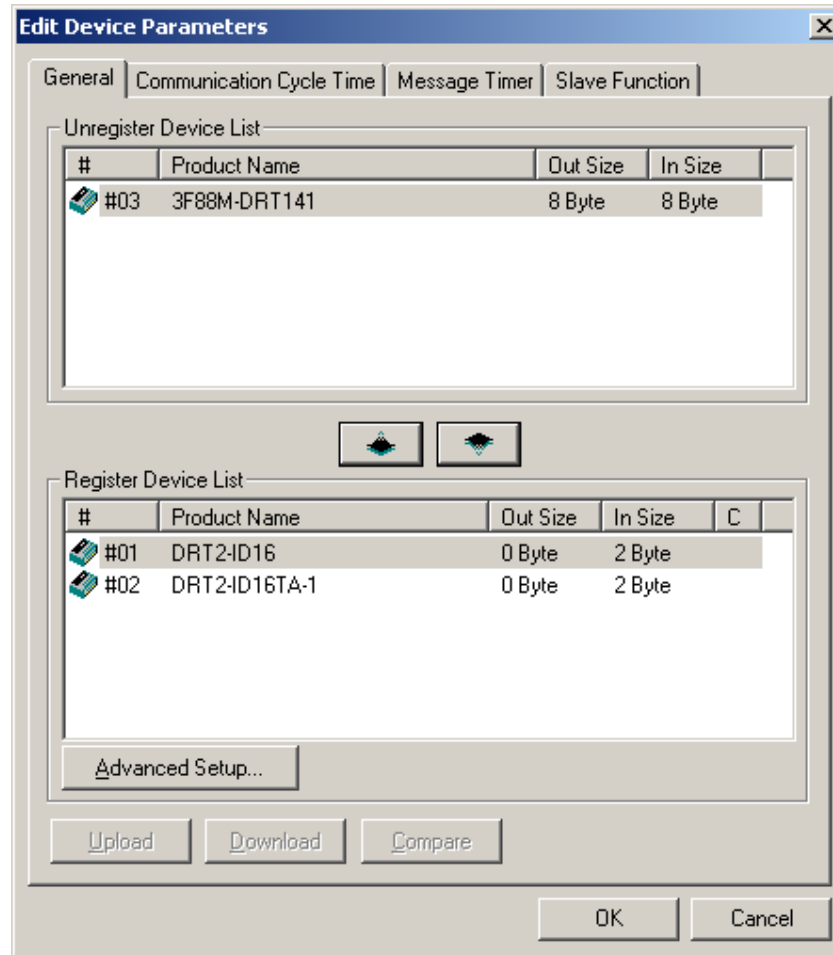 Edit Device Parameters
General Communication Cycle Time Message Timer Slave Function
Unregister Device List
# Product Name Out Size In Size
#03 3F88M-DRT141 8 Byte 8 Byte
Register Device List
# Product Name Out Size In Size C
#01 DRT2-ID16 0 Byte 2 Byte
#02 DRT2-ID16TA-1 0 Byte 2 Byte
Advanced Setup...
Upload Download Compare
OK Cancel